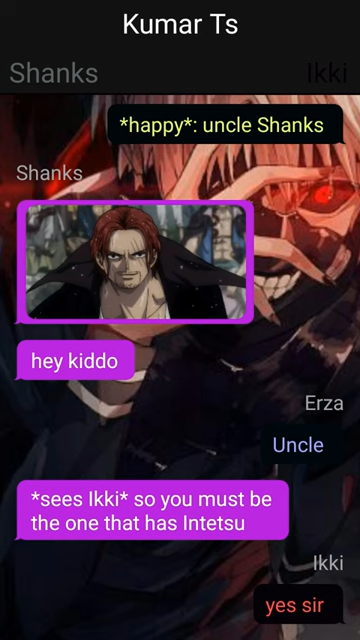 Kumar Ts
Shanks
Ikki
*happy*: uncle Shanks
Shanks
hey kiddo
Erza
Uncle
*sees Ikki* so you must be
the one that has Intetsu
Ikki
yes sir